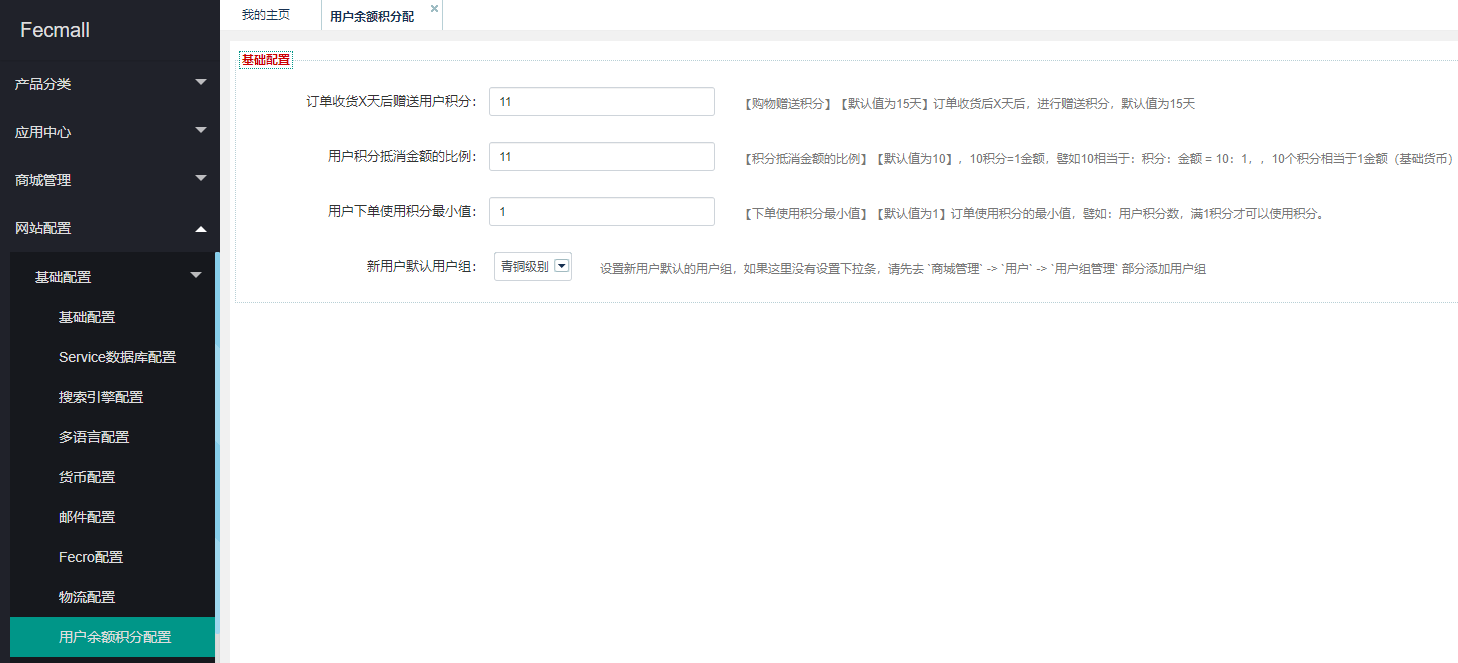 Fecmall
产品分类
应用中心
商城管理
网站配置
基础配置
基础配置
Service数据库配置
搜索引擎配置
多语言配置
货币配置
邮件配置
Fecro配置
物流配置
用户余额积分配置
我的主页
用户余额积分配
基础配置
订单收货X天后赠送用户积分： 11 【购物赠送积分】【默认值为15天】订单收货后X天后，进行赠送积分，默认值为15天
用户积分抵消金额的比例： 11 【积分抵消金额的比例】【默认值为10】，10积分=1金额，譬如10相当于：积分：金额 = 10：1，，10个积分相当于1金额（基础货币）
用户下单使用积分最小值： 1 【下单使用积分最小值】【默认值为1】订单使用积分的最小值，譬如：用户积分数，满1积分才可以使用积分。
新用户默认用户组： 青铜级别 设置新用户默认的用户组，如果这里没有设置下拉条，请先去 `商城管理` -> `用户` -> `用户组管理` 部分添加用户组